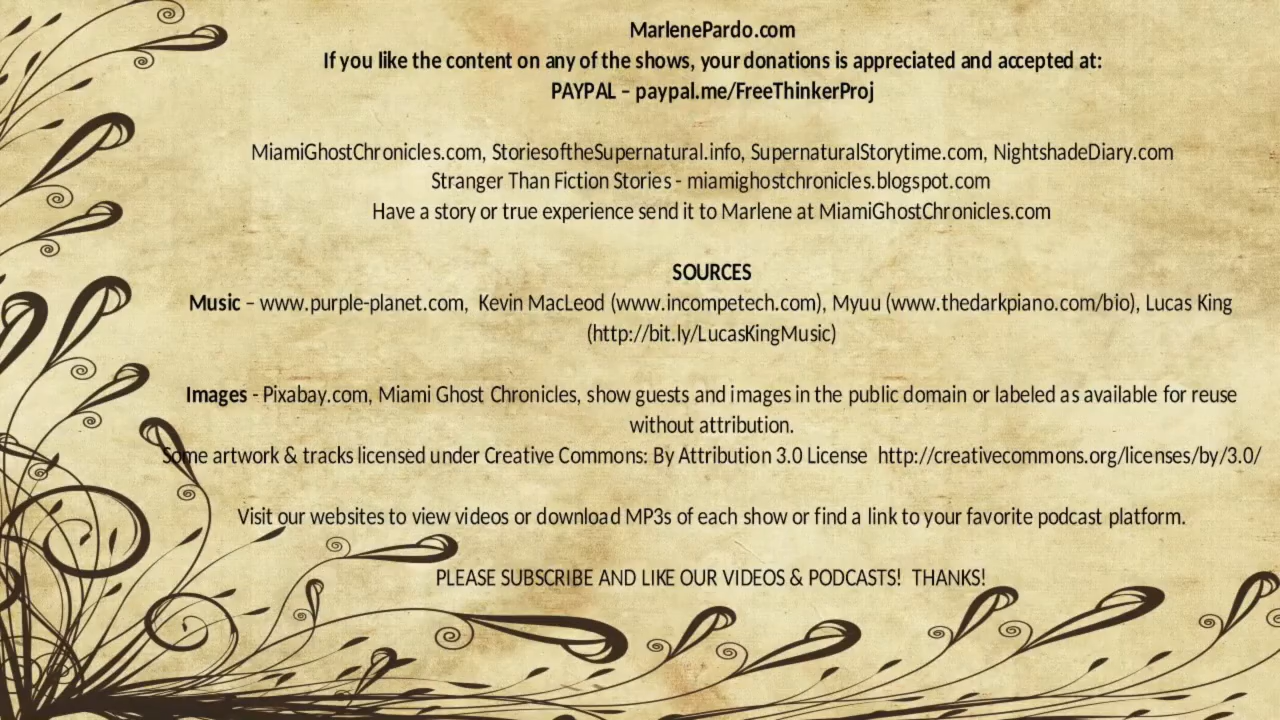 MarlenePardo.com
If you like the content on any of the shows, your donations is appreciated and accepted at:
PAYPAL – paypal.me/FreeThinkerProj
MiamiGhostChronicles.com, StoriesoftheSupernatural.info, SupernaturalStorytime.com, NightshadeDiary.com
Stranger Than Fiction Stories - miamighostchronicles.blogspot.com
Have a story or true experience send it to Marlene at MiamiGhostChronicles.com
SOURCES
Music – www.purple-planet.com,  Kevin MacLeod (www.incompetech.com), Myuu (www.thedarkpiano.com/bio), Lucas King
(http://bit.ly/LucasKingMusic)
Images - Pixabay.com, Miami Ghost Chronicles, show guests and images in the public domain or labeled as available for reuse
without attribution.
Some artwork & tracks licensed under Creative Commons: By Attribution 3.0 License  http://creativecommons.org/licenses/by/3.0/
Visit our websites to view videos or download MP3s of each show or find a link to your favorite podcast platform.
PLEASE SUBSCRIBE AND LIKE OUR VIDEOS & PODCASTS!  THANKS!